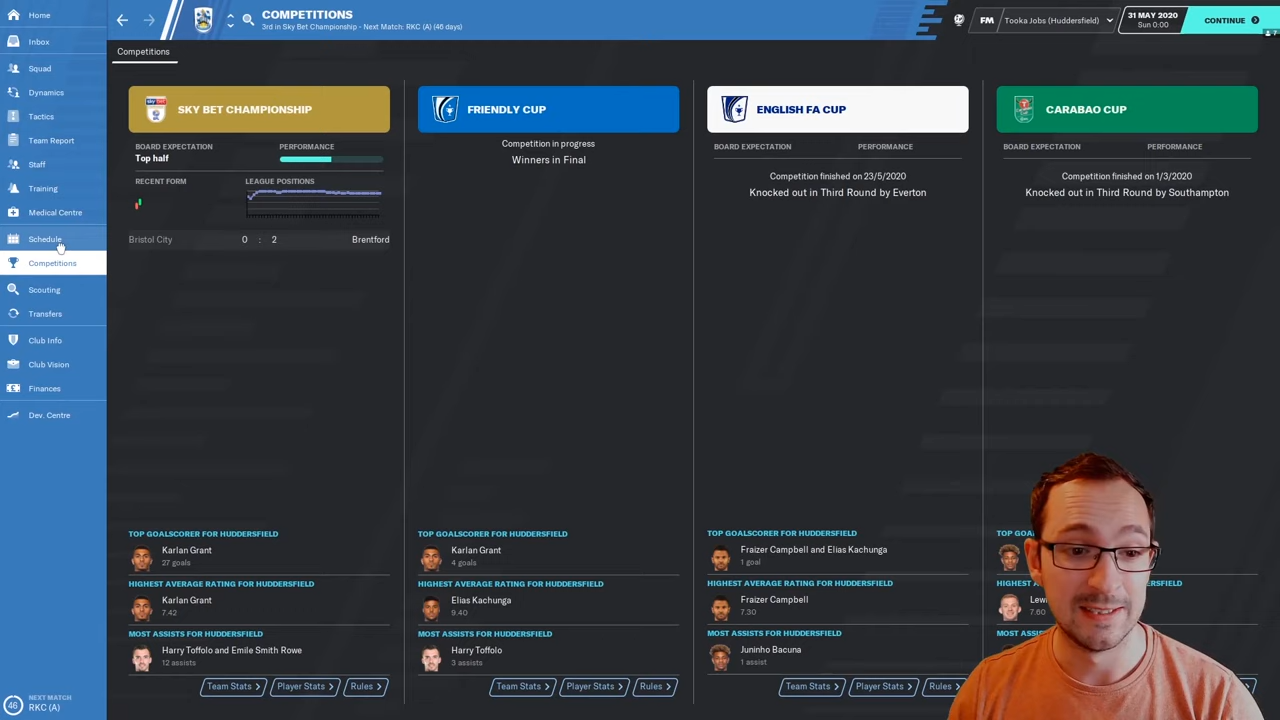 Home
COMPETITIONS
3rd in Sky Bet Championship - Next Match: RKC (A) (46 days)
FM
Tooka Jobs (Huddersfield)
31 MAY 2020
Sun 0:00
CONTINUE
7
Inbox
Squad
Dynamics
Tactics
Team Report
Staff
Training
Medical Centre
Schedule
Competitions
Scouting
Transfers
Club Info
Club Vision
Finances
Dev. Centre
46
NEXT MATCH
RKC (A)
Competitions
sky bet
SKY BET CHAMPIONSHIP
BOARD EXPECTATION
PERFORMANCE
Top half
RECENT FORM
LEAGUE POSITIONS
Bristol City 0 : 2 Brentford
TOP GOALSCORER FOR HUDDERSFIELD
Karlan Grant
27 goals
HIGHEST AVERAGE RATING FOR HUDDERSFIELD
Karlan Grant
7.42
MOST ASSISTS FOR HUDDERSFIELD
Harry Toffolo and Emile Smith Rowe
12 assists
Team Stats
Player Stats
Rules
FRIENDLY CUP
Competition in progress
Winners in Final
TOP GOALSCORER FOR HUDDERSFIELD
Karlan Grant
4 goals
HIGHEST AVERAGE RATING FOR HUDDERSFIELD
Elias Kachunga
9.40
MOST ASSISTS FOR HUDDERSFIELD
Harry Toffolo
3 assists
Team Stats
Player Stats
Rules
ENGLISH FA CUP
BOARD EXPECTATION
PERFORMANCE
Competition finished on 23/5/2020
Knocked out in Third Round by Everton
TOP GOALSCORER FOR HUDDERSFIELD
Fraizer Campbell and Elias Kachunga
1 goal
HIGHEST AVERAGE RATING FOR HUDDERSFIELD
Fraizer Campbell
7.30
MOST ASSISTS FOR HUDDERSFIELD
Juninho Bacuna
1 assist
Team Stats
Player Stats
Rules
CARABAO CUP
BOARD EXPECTATION
PERFORMANCE
Competition finished on 1/3/2020
Knocked out in Third Round by Southampton
TOP
HIGHEST
DDERSFIELD
7.60
MOST